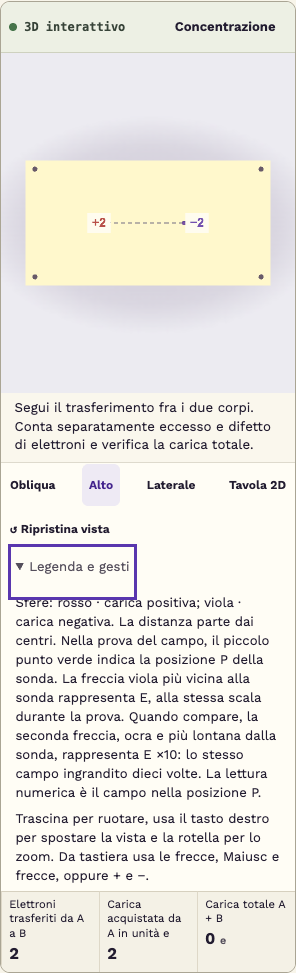 3D interattivo Concentrazione
+2 −2
Segui il trasferimento fra i due corpi.
Conta separatamente eccesso e difetto
di elettroni e verifica la carica totale.
Obliqua Alto Laterale Tavola 2D
↺ Ripristina vista
▼ Legenda e gesti
Sfere: rosso · carica positiva; viola ·
carica negativa. La distanza parte dai
centri. Nella prova del campo, il piccolo
punto verde indica la posizione P della
sonda. La freccia viola più vicina alla
sonda rappresenta E, alla stessa scala
durante la prova. Quando compare, la
seconda freccia, ocra e più lontana dalla
sonda, rappresenta E ×10: lo stesso
campo ingrandito dieci volte. La lettura
numerica è il campo nella posizione P.
Trascina per ruotare, usa il tasto destro
per spostare la vista e la rotella per lo
zoom. Da tastiera usa le frecce, Maiusc e
frecce, oppure + e −.
Elettroni
trasferiti da A
a B
2
Carica
acquistata da
A in unità e
2
Carica totale A
+ B
0 e